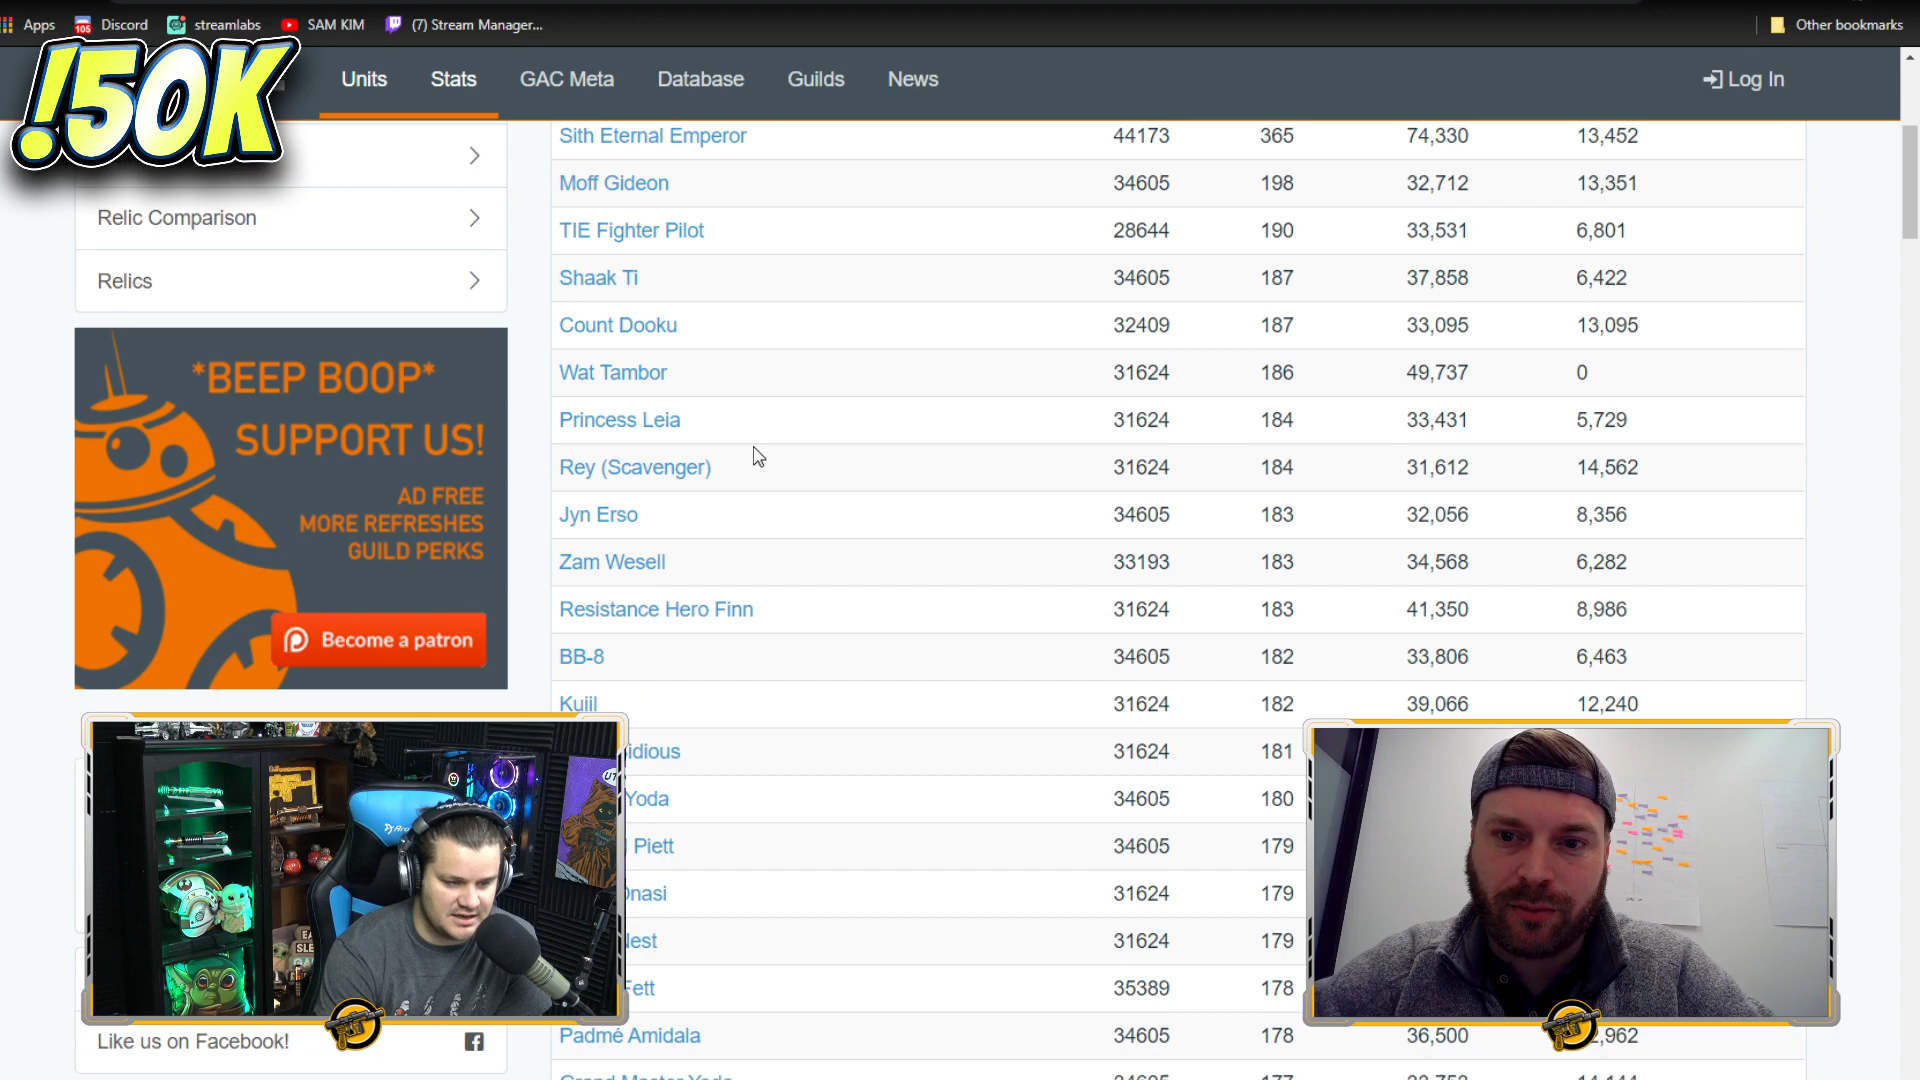 Apps
105
Discord
streamlabs
SAM KIM
(7) Stream Manager...
Other bookmarks
!50K
Units
Stats
GAC Meta
Database
Guilds
News
Log In
Relic Comparison
Relics
*BEEP BOOP*
SUPPORT US!
AD FREE
MORE REFRESHES
GUILD PERKS
Become a patron
Sith Eternal Emperor 44173 365 74,330 13,452
Moff Gideon 34605 198 32,712 13,351
TIE Fighter Pilot 28644 190 33,531 6,801
Shaak Ti 34605 187 37,858 6,422
Count Dooku 32409 187 33,095 13,095
Wat Tambor 31624 186 49,737 0
Princess Leia 31624 184 33,431 5,729
Rey (Scavenger) 31624 184 31,612 14,562
Jyn Erso 34605 183 32,056 8,356
Zam Wesell 33193 183 34,568 6,282
Resistance Hero Finn 31624 183 41,350 8,986
BB-8 34605 182 33,806 6,463
Kuiil 31624 182 39,066 12,240
idious 31624 181
Yoda 34605 180
Piett 34605 179
Onasi 31624 179
Nest 31624 179
Fett 35389 178
Padmé Amidala 34605 178 36,500 2,962
Like us on Facebook!